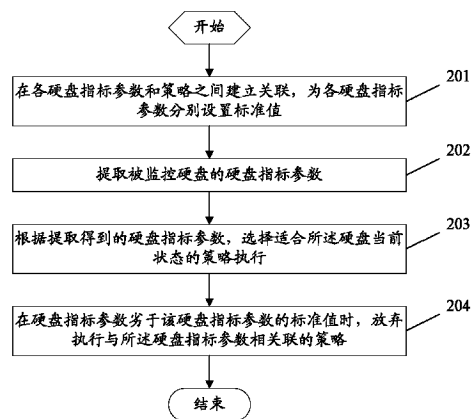 开始
201
在各硬盘指标参数和策略之间建立关联，为各硬盘指标
参数分别设置标准值
202
提取被监控硬盘的硬盘指标参数
203
根据提取得到的硬盘指标参数，选择适合所述硬盘当前
状态的策略执行
204
在硬盘指标参数劣于该硬盘指标参数的标准值时，放弃
执行与所述硬盘指标参数相关联的策略
结束